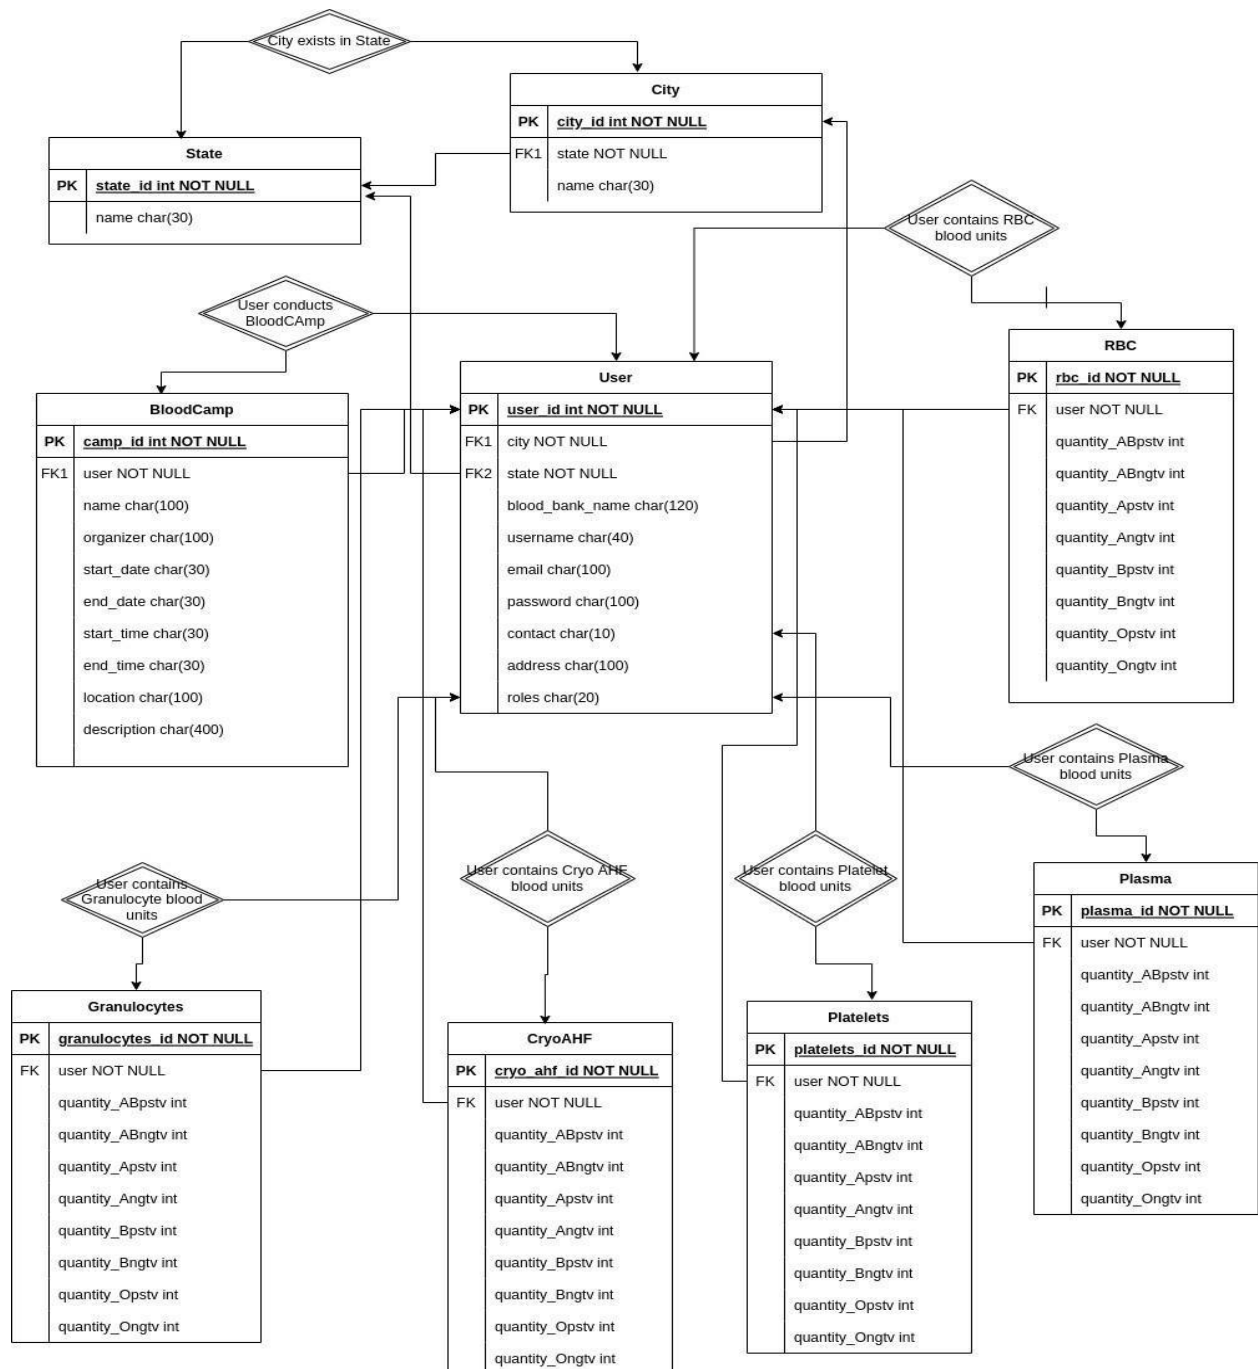 City exists in State
City
PK city_id int NOT NULL
FK1 state NOT NULL
name char(30)
State
PK state_id int NOT NULL
name char(30)
User contains RBC
blood units
User conducts
BloodCAmp
RBC
PK rbc_id NOT NULL
FK user NOT NULL
quantity_ABpstv int
quantity_ABngtv int
quantity_Apstv int
quantity_Angtv int
quantity_Bpstv int
quantity_Bngtv int
quantity_Opstv int
quantity_Ongtv int
User
PK user_id int NOT NULL
FK1 city NOT NULL
FK2 state NOT NULL
blood_bank_name char(120)
username char(40)
email char(100)
password char(100)
contact char(10)
address char(100)
roles char(20)
BloodCamp
PK camp_id int NOT NULL
FK1 user NOT NULL
name char(100)
organizer char(100)
start_date char(30)
end_date char(30)
start_time char(30)
end_time char(30)
location char(100)
description char(400)
User contains Plasma
blood units
User contains
Granulocyte blood
units
User contains Cryo AHF
blood units
User contains Platelet
blood units
Plasma
PK plasma_id NOT NULL
FK user NOT NULL
quantity_ABpstv int
quantity_ABngtv int
quantity_Apstv int
quantity_Angtv int
quantity_Bpstv int
quantity_Bngtv int
quantity_Opstv int
quantity_Ongtv int
Granulocytes
PK granulocytes_id NOT NULL
FK user NOT NULL
quantity_ABpstv int
quantity_ABngtv int
quantity_Apstv int
quantity_Angtv int
quantity_Bpstv int
quantity_Bngtv int
quantity_Opstv int
quantity_Ongtv int
CryoAHF
PK cryo_ahf_id NOT NULL
FK user NOT NULL
quantity_ABpstv int
quantity_ABngtv int
quantity_Apstv int
quantity_Angtv int
quantity_Bpstv int
quantity_Bngtv int
quantity_Opstv int
quantity_Ongtv int
Platelets
PK platelets_id NOT NULL
FK user NOT NULL
quantity_ABpstv int
quantity_ABngtv int
quantity_Apstv int
quantity_Angtv int
quantity_Bpstv int
quantity_Bngtv int
quantity_Opstv int
quantity_Ongtv int